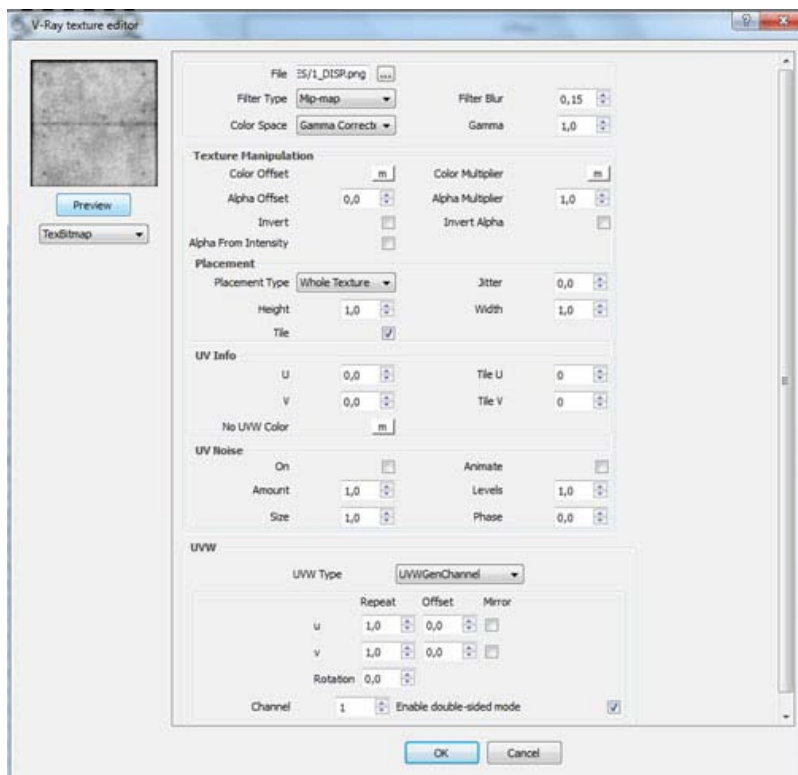 V-Ray texture editor
File ES/1_DISP.png ...
Filter Type Mip-map Filter Blur 0,15
Color Space Gamma Correcti Gamma 1,0
Texture Manipulation
Color Offset m Color Multiplier m
Preview
Alpha Offset 0,0 Alpha Multiplier 1,0
TexBitmap
Invert Invert Alpha
Alpha From Intensity
Placement
Placement Type Whole Texture Jitter 0,0
Height 1,0 Width 1,0
Tile
UV Info
U 0,0 Tile U 0
V 0,0 Tile V 0
No UVW Color m
UV Noise
On Animate
Amount 1,0 Levels 1,0
Size 1,0 Phase 0,0
UVW
UVW Type UVWGenChannel
Repeat Offset Mirror
u 1,0 0,0
v 1,0 0,0
Rotation 0,0
Channel 1 Enable double-sided mode
OK Cancel